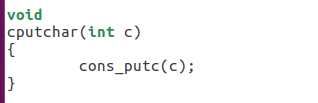 void
cputchar(int c)
{
        cons_putc(c);
}